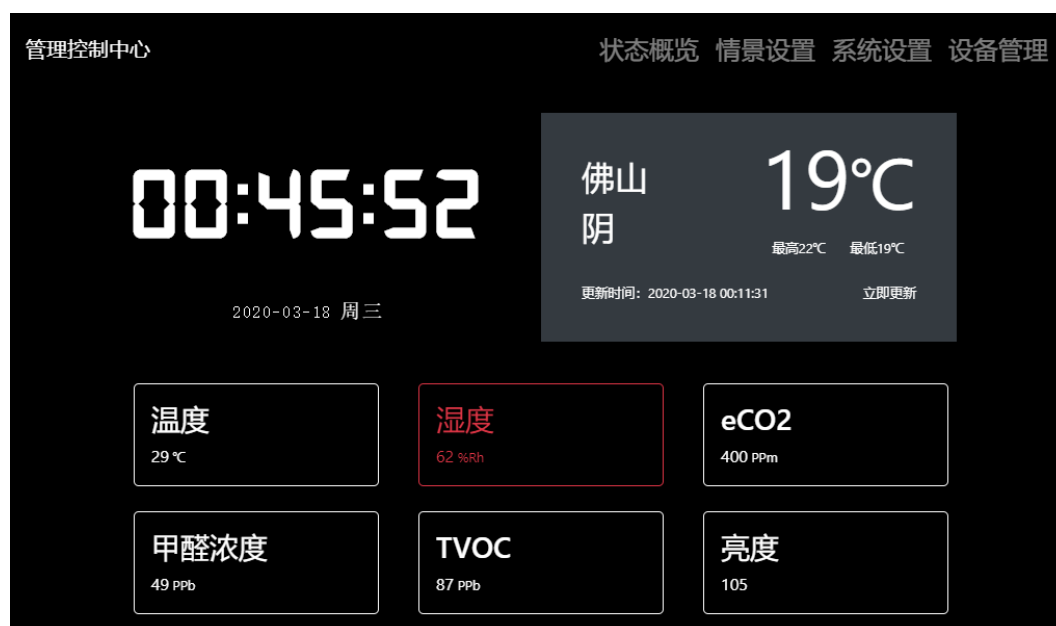 管理控制中心 状态概览 情景设置 系统设置 设备管理
00:45:52
2020-03-18 周三
佛山
阴
19℃
最高22℃ 最低19℃
更新时间：2020-03-18 00:11:31 立即更新
温度
29 ℃
湿度
62 %Rh
eCO2
400 PPm
甲醛浓度
49 PPb
TVOC
87 PPb
亮度
105